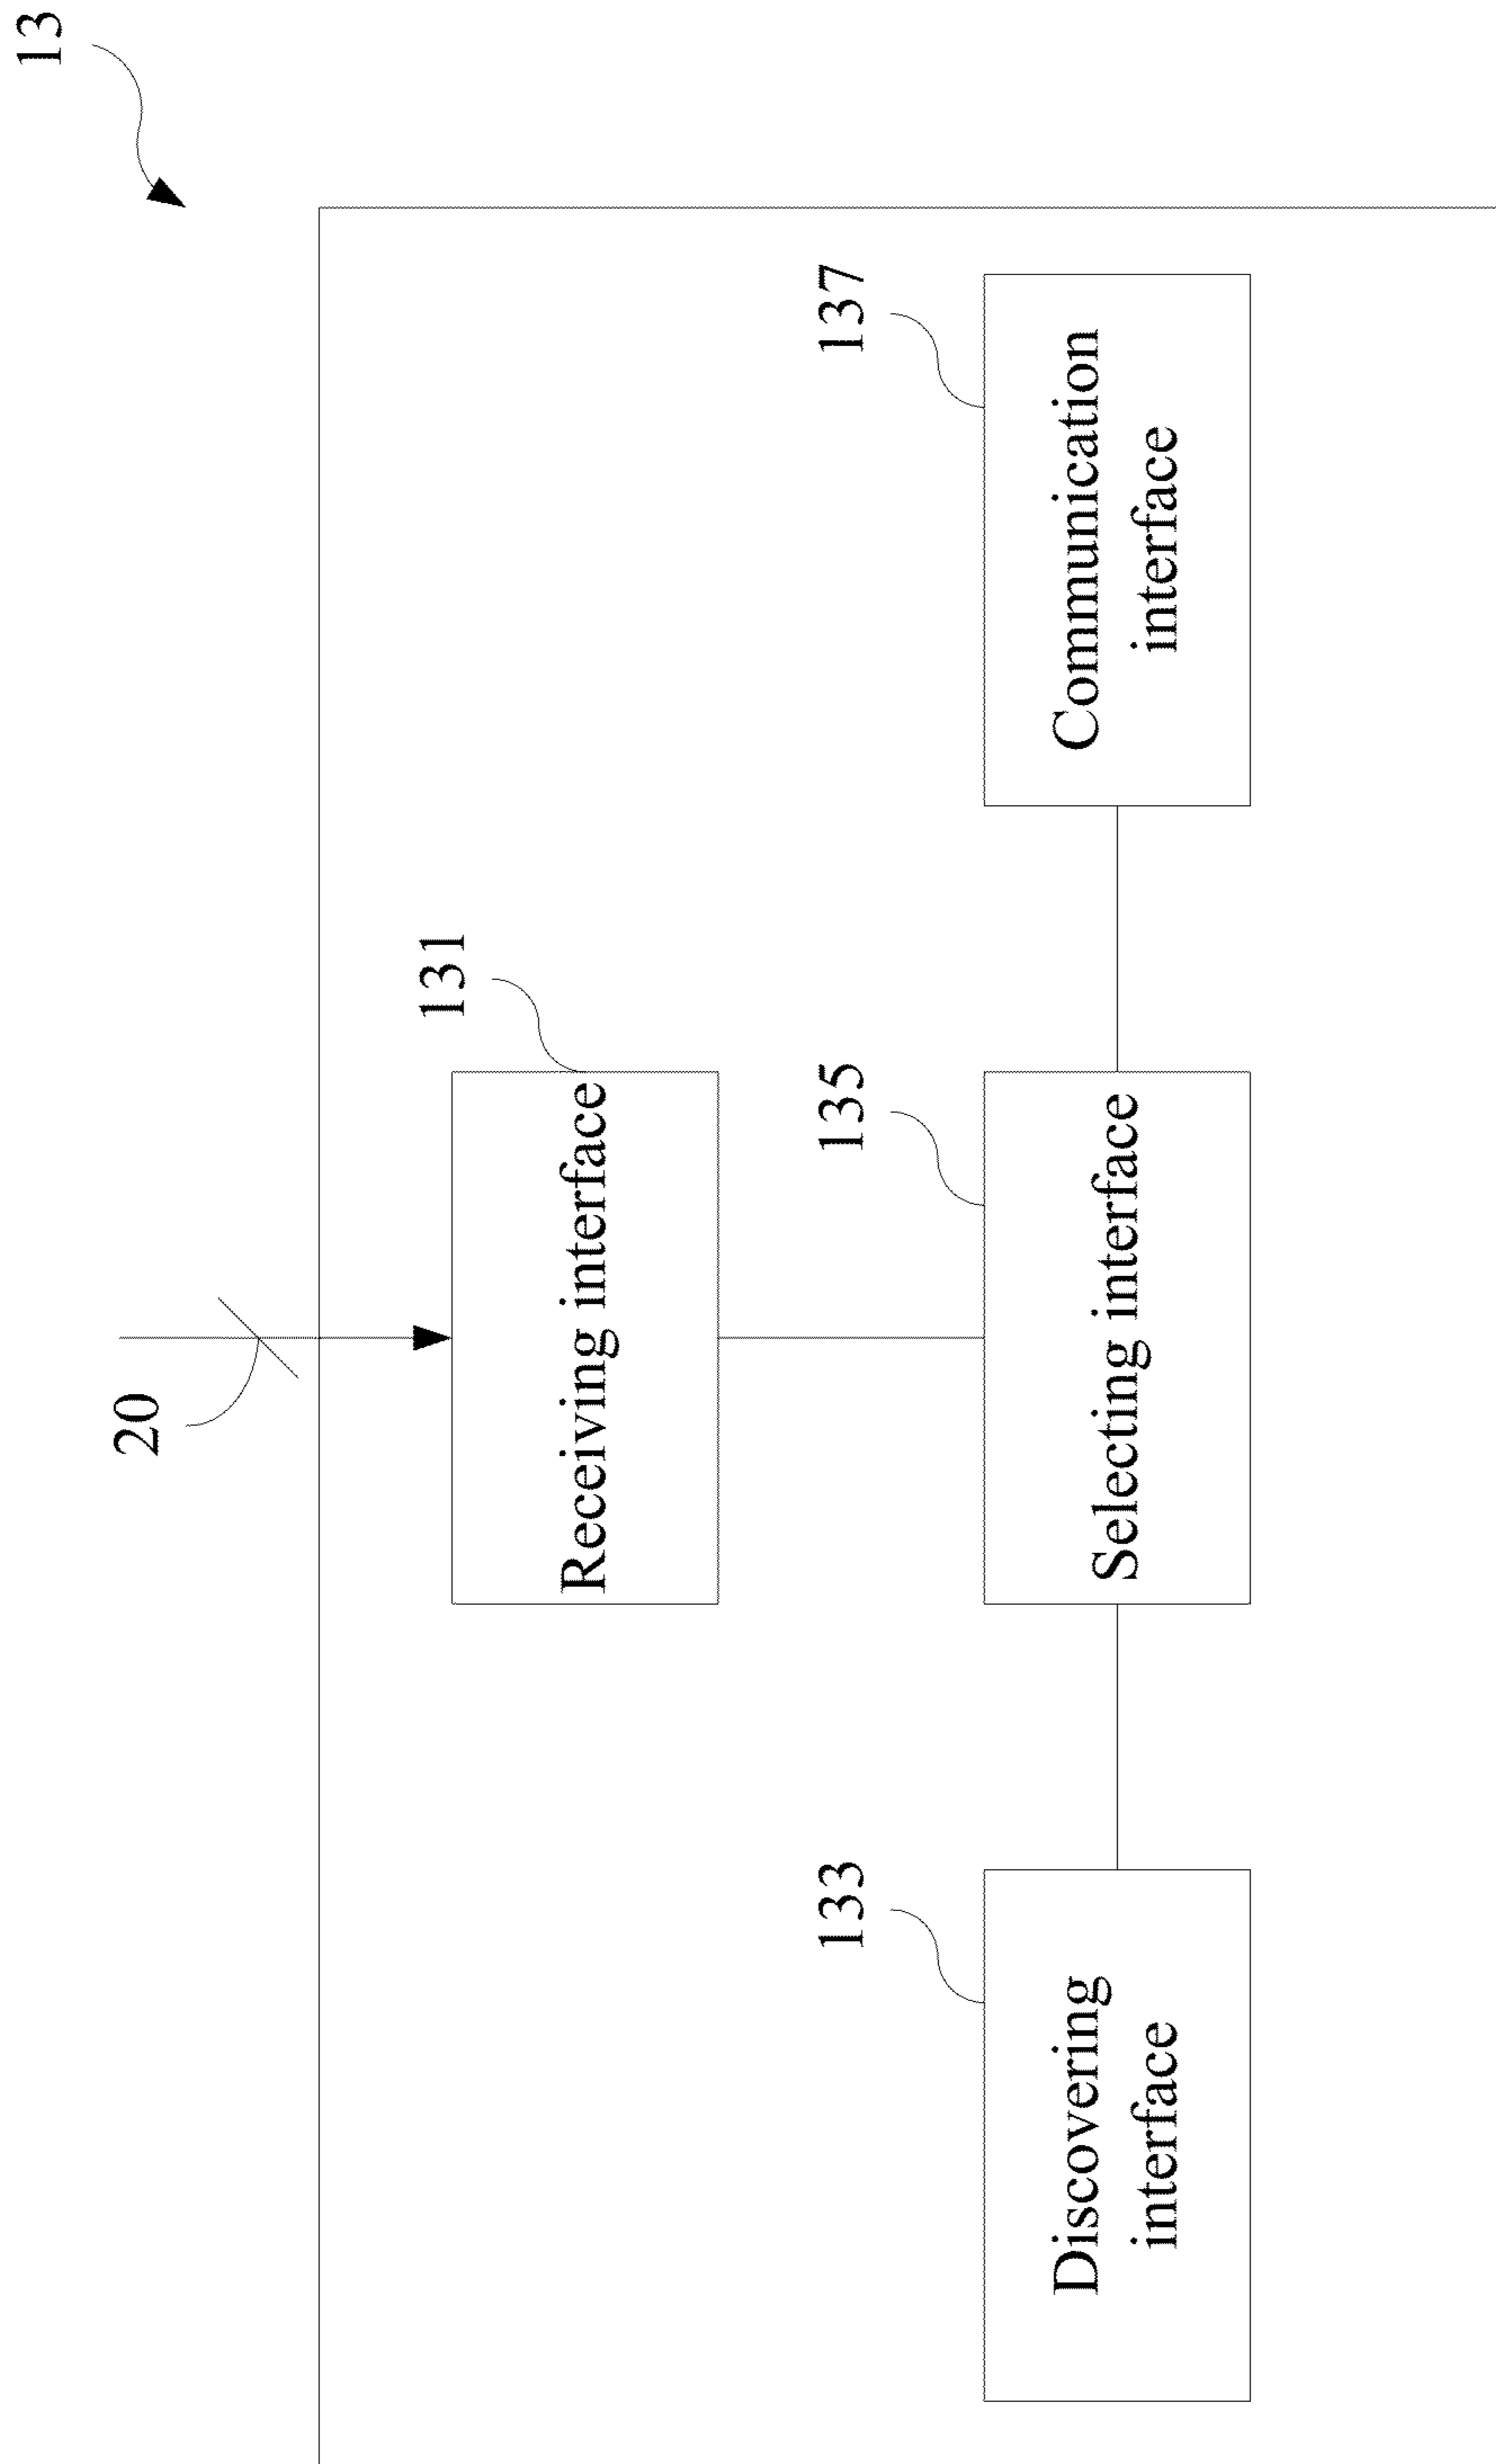 13
20
131
Receiving interface
133
135
137
Discovering
interface
Selecting interface
Communication
interface